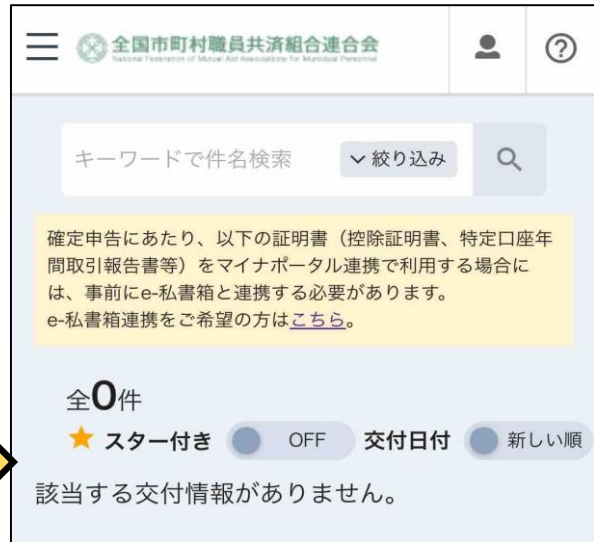 全国市町村職員共済組合連合会
National Federation of Mutual Aid Associations for Municipal Personnel
キーワードで件名検索
絞り込み
確定申告にあたり、以下の証明書（控除証明書、特定口座年
間取引報告書等）をマイナポータル連携で利用する場合に
は、事前にe-私書箱と連携する必要があります。
e-私書箱連携をご希望の方はこちら。
全0件
スター付き OFF 交付日付 新しい順
該当する交付情報がありません。